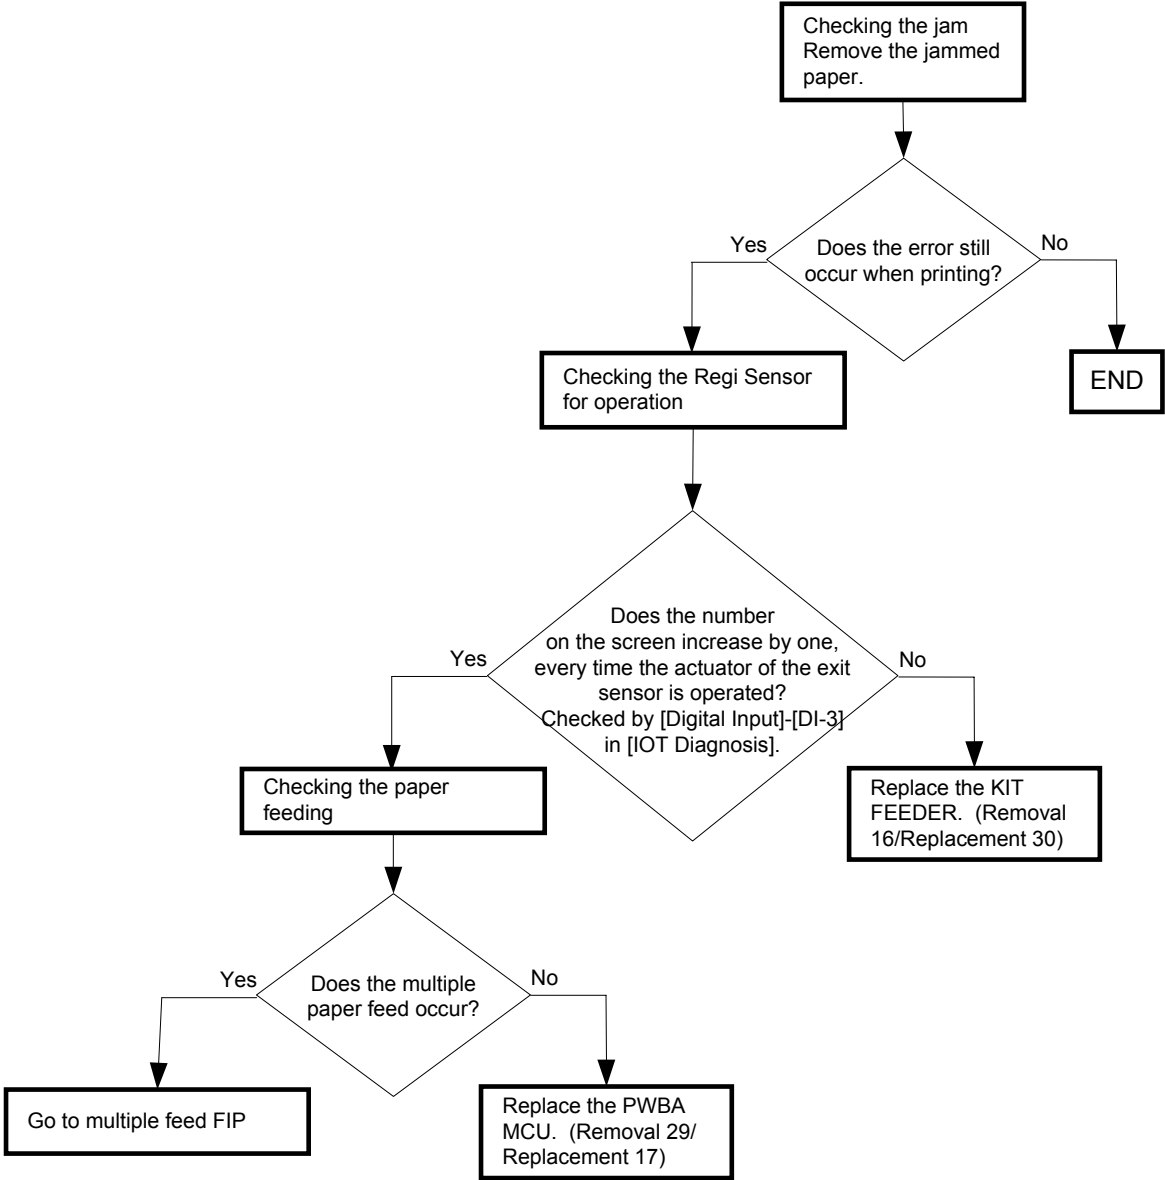 Checking the jam
Remove the jammed
paper.
Does the error still
occur when printing?
Yes
No
Checking the Regi Sensor
for operation
END
Does the number
on the screen increase by one,
every time the actuator of the exit
sensor is operated?
Checked by [Digital Input]-[DI-3]
in [IOT Diagnosis].
Yes
No
Checking the paper
feeding
Replace the KIT
FEEDER.  (Removal
16/Replacement 30)
Does the multiple
paper feed occur?
Yes
No
Go to multiple feed FIP
Replace the PWBA
MCU.  (Removal 29/
Replacement 17)